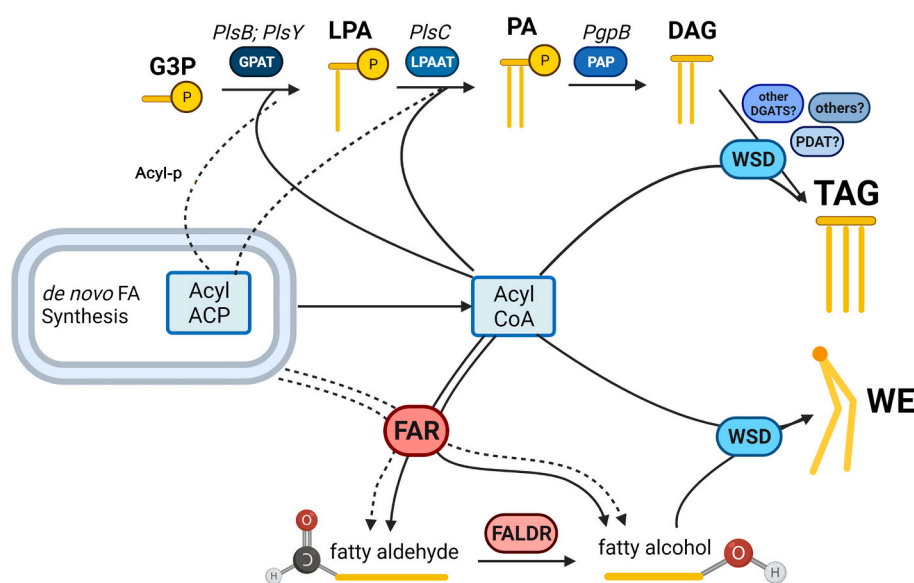 PlsB; PlsY
LPA
PlsC
PA
PgpB
DAG
G3P
GPAT
LPAAT
PAP
P
P
P
other
DGATS?
others?
PDAT?
WSD
Acyl-p
TAG
de novo FA
Synthesis
Acyl
ACP
Acyl
CoA
WE
FAR
WSD
O
C
H
fatty aldehyde
FALDR
fatty alcohol
O
H